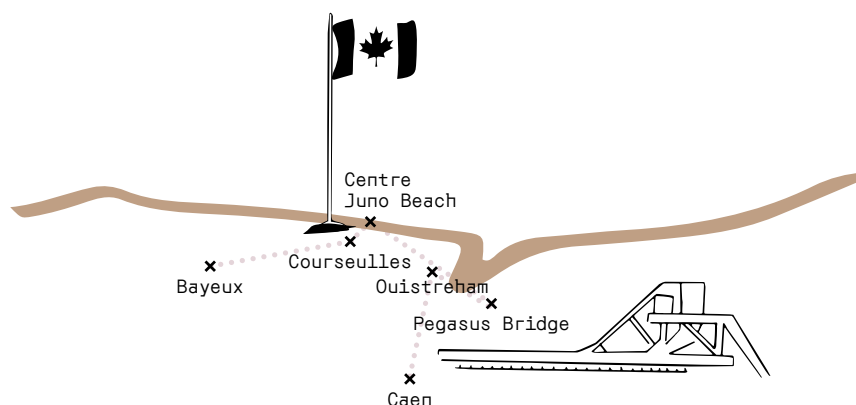 Centre
Juno Beach
Courseulles
Bayeux
Ouistreham
Pegasus Bridge
Caen